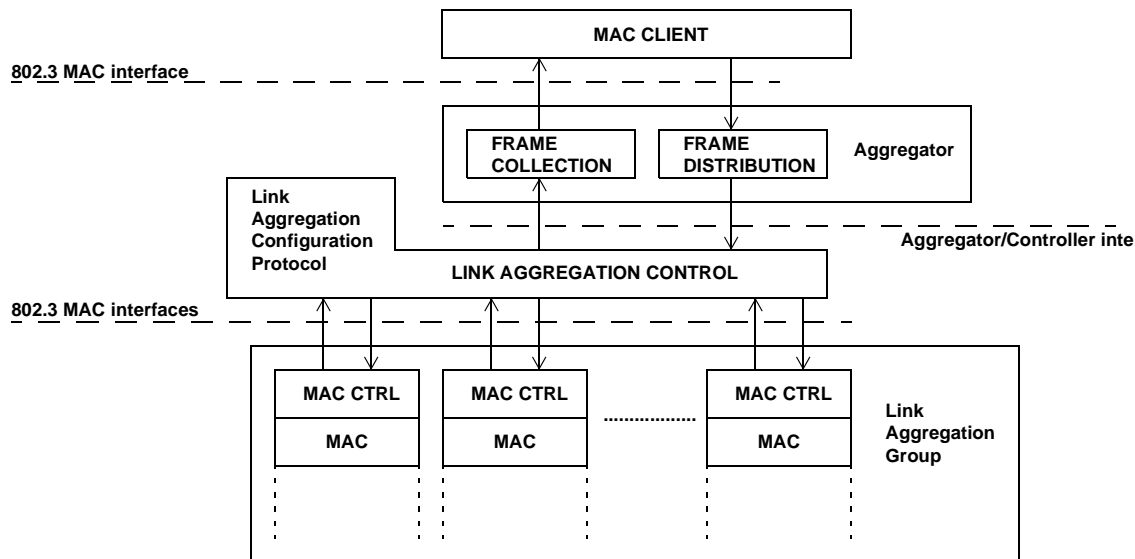 MAC CLIENT
802.3 MAC interface
FRAME
COLLECTION
FRAME
DISTRIBUTION
Aggregator
Link
Aggregation
Configuration
Protocol
Aggregator/Controller inte
LINK AGGREGATION CONTROL
802.3 MAC interfaces
MAC CTRL
MAC CTRL
MAC CTRL
MAC
MAC
MAC
Link
Aggregation
Group